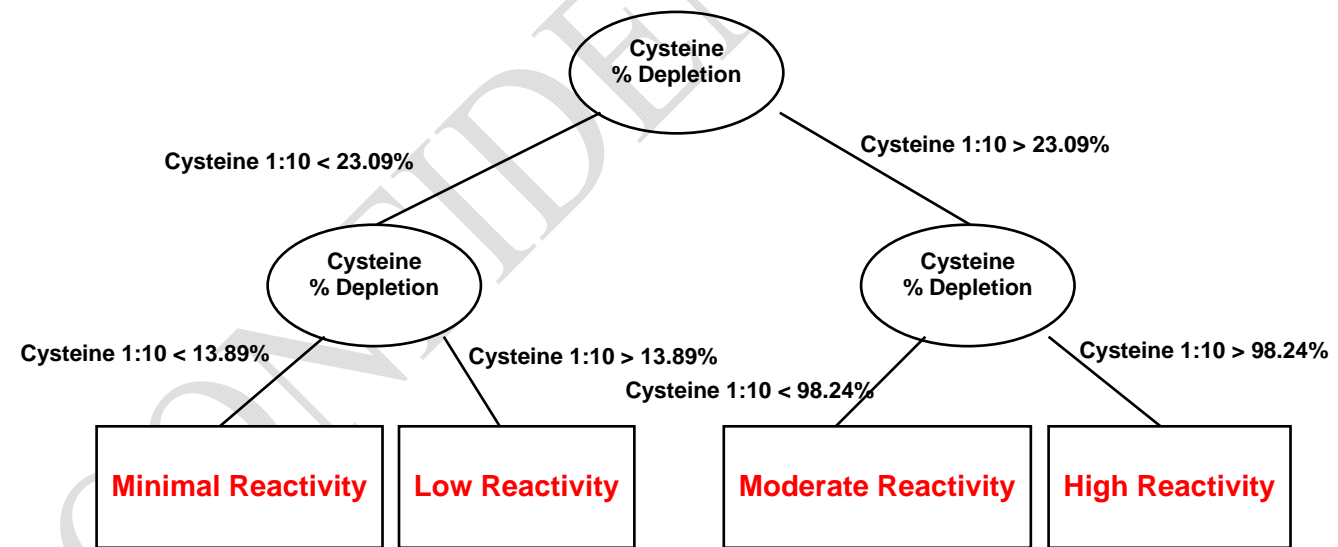 Cysteine
% Depletion
Cysteine 1:10 < 23.09%
Cysteine 1:10 > 23.09%
Cysteine
% Depletion
Cysteine
% Depletion
Cysteine 1:10 < 13.89%
Cysteine 1:10 > 13.89%
Cysteine 1:10 < 98.24%
Cysteine 1:10 > 98.24%
Minimal Reactivity
Low Reactivity
Moderate Reactivity
High Reactivity